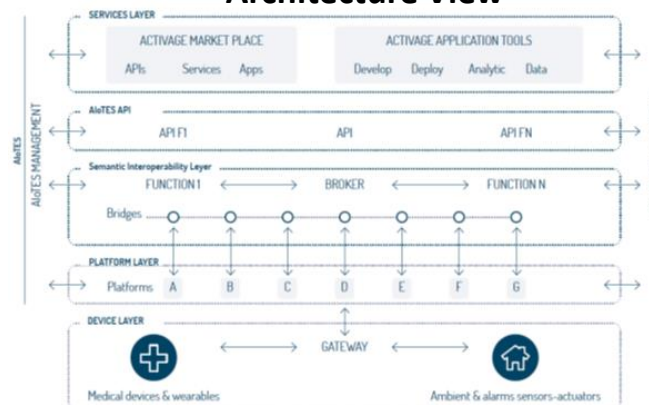 Architecture View
SERVICES LAYER
ACTIVAGE MARKET PLACE
APIs Services Apps
ACTIVAGE APPLICATION TOOLS
Develop Deploy Analytic Data
AIoTES
AIoTES MANAGEMENT
AIoTES API
API F1 API API FN
Semantic Interoperability Layer
FUNCTION 1 BROKER FUNCTION N
Bridges
PLATFORM LAYER
Platforms A B C D E F G
DEVICE LAYER
GATEWAY
Medical devices & wearables Ambient & alarms sensors-actuators